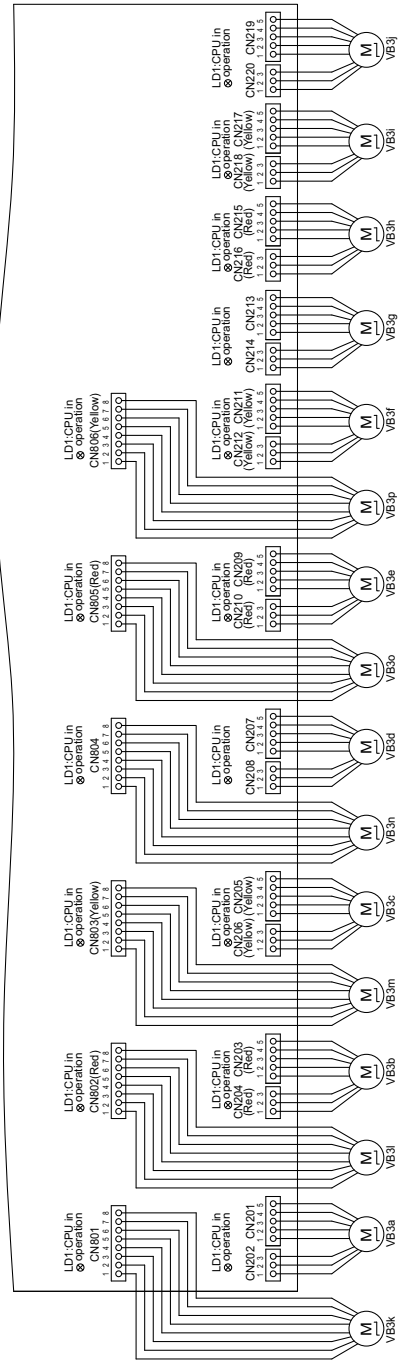 LD1:CPU in
operation
CN801
1 2 3 4 5 6 7 8
LD1:CPU in
operation
CN802(Red)
1 2 3 4 5 6 7 8
LD1:CPU in
operation
CN803(Yellow)
1 2 3 4 5 6 7 8
LD1:CPU in
operation
CN804
1 2 3 4 5 6 7 8
LD1:CPU in
operation
CN805(Red)
1 2 3 4 5 6 7 8
LD1:CPU in
operation
CN806(Yellow)
1 2 3 4 5 6 7 8
LD1:CPU in
operation
CN202 CN201
1 2 3 1 2 3 4 5
LD1:CPU in
operation
CN204 CN203
(Red) (Red)
1 2 3 1 2 3 4 5
LD1:CPU in
operation
CN206 CN205
(Yellow) (Yellow)
1 2 3 1 2 3 4 5
LD1:CPU in
operation
CN208 CN207
1 2 3 1 2 3 4 5
LD1:CPU in
operation
CN210 CN209
(Red) (Red)
1 2 3 1 2 3 4 5
LD1:CPU in
operation
CN212 CN211
(Yellow) (Yellow)
1 2 3 1 2 3 4 5
LD1:CPU in
operation
CN214 CN213
1 2 3 1 2 3 4 5
LD1:CPU in
operation
CN216 CN215
(Red) (Red)
1 2 3 1 2 3 4 5
LD1:CPU in
operation
CN218 CN217
(Yellow) (Yellow)
1 2 3 1 2 3 4 5
LD1:CPU in
operation
CN220 CN219
1 2 3 1 2 3 4 5
M M M M M M M M M M M M M M M M
VB3k VB3a VB3l VB3b VB3m VB3c VB3n VB3d VB3o VB3e VB3p VB3f VB3g VB3h VB3i VB3j